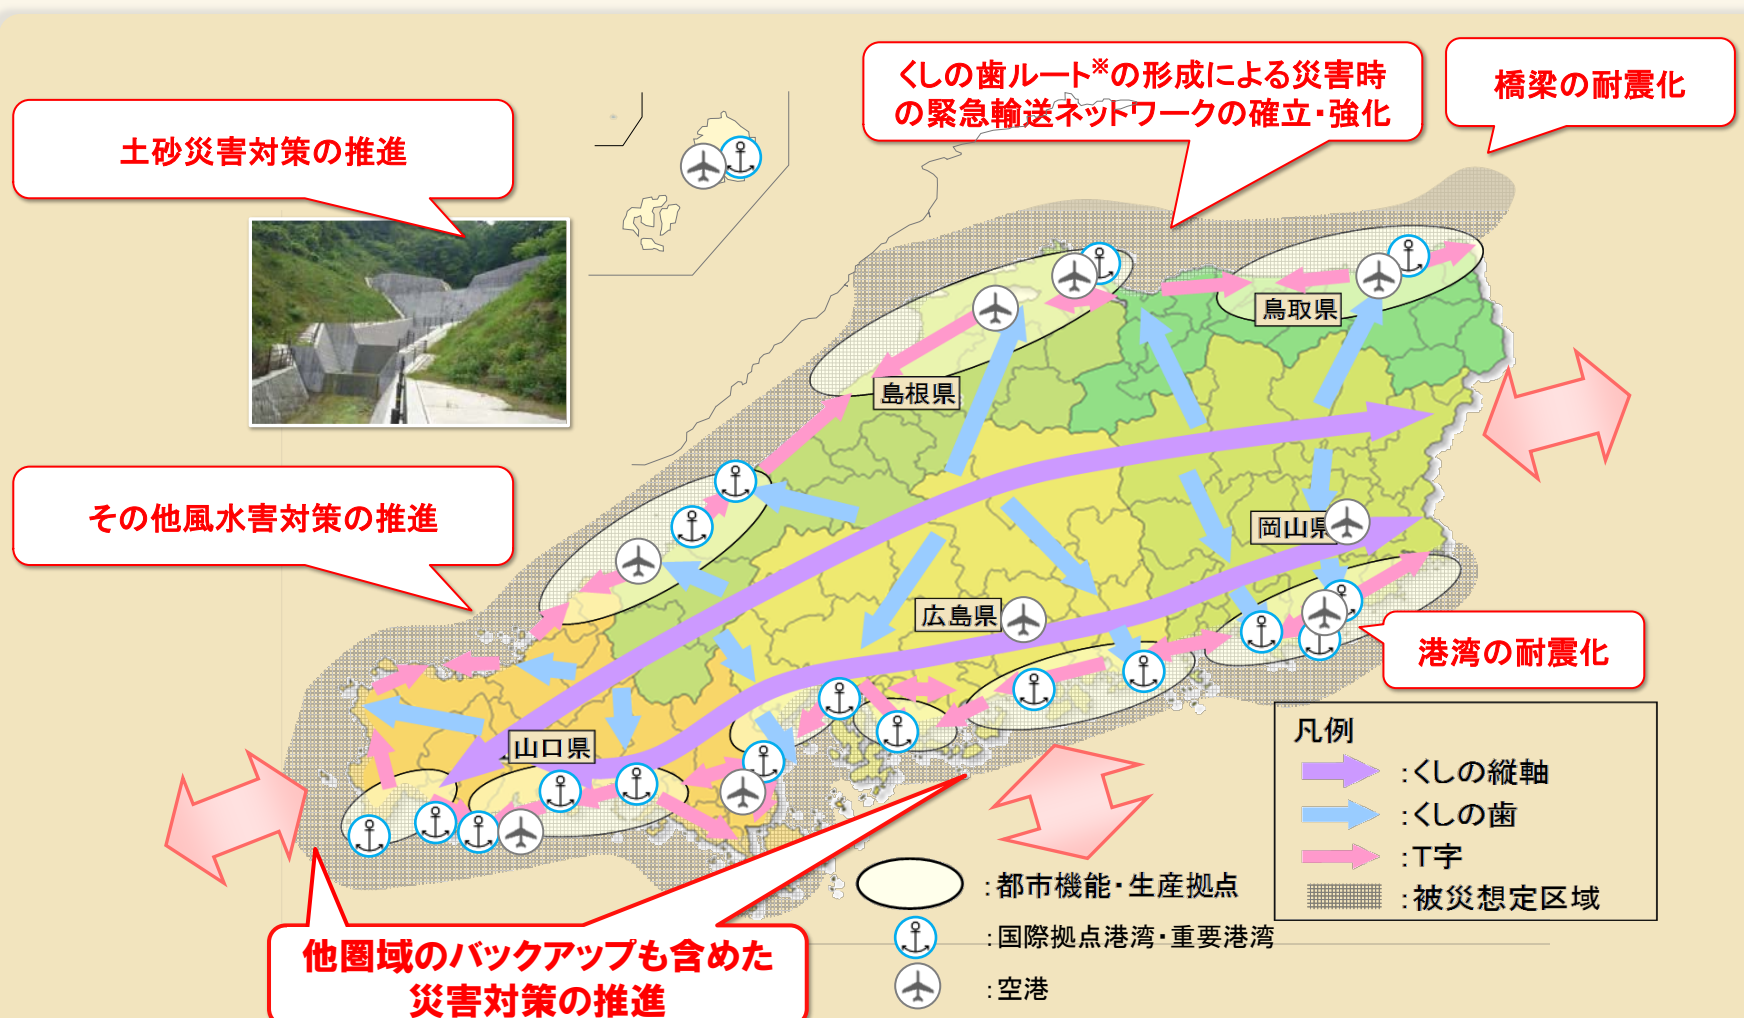 くしの歯ルート※の形成による災害時
の緊急輸送ネットワークの確立・強化
橋梁の耐震化
土砂災害対策の推進
鳥取県
島根県
その他風水害対策の推進
岡山県
広島県
港湾の耐震化
山口県
凡例
:くしの縦軸
:くしの歯
:T字
:被災想定区域
:都市機能・生産拠点
:国際拠点港湾・重要港湾
:空港
他圏域のバックアップも含めた
災害対策の推進